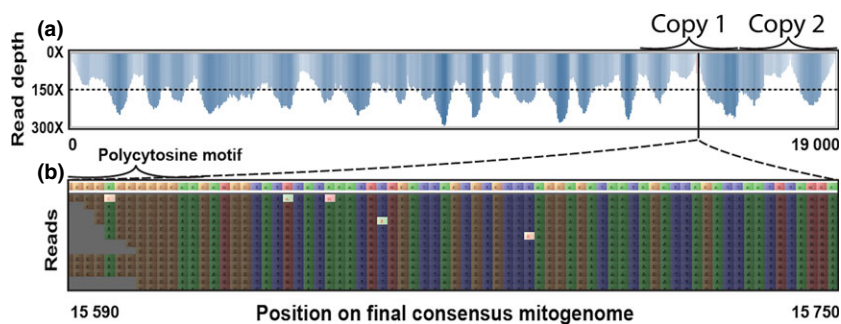 (a)
Copy 1 Copy 2
Read depth
0X
150X
300X
0 19 000
(b) Polycytosine motif
Reads
15 590 Position on final consensus mitogenome 15 750